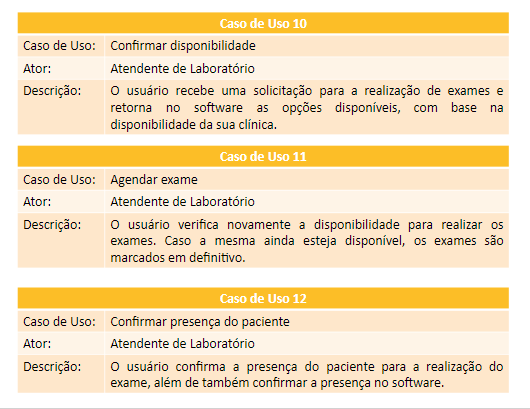 Caso de Uso 10
Caso de Uso: Confirmar disponibilidade
Ator: Atendente de Laboratório
Descrição: O usuário recebe uma solicitação para a realização de exames e
retorna no software as opções disponíveis, com base na
disponibilidade da sua clínica.
Caso de Uso 11
Caso de Uso: Agendar exame
Ator: Atendente de Laboratório
Descrição: O usuário verifica novamente a disponibilidade para realizar os
exames. Caso a mesma ainda esteja disponível, os exames são
marcados em definitivo.
Caso de Uso 12
Caso de Uso: Confirmar presença do paciente
Ator: Atendente de Laboratório
Descrição: O usuário confirma a presença do paciente para a realização do
exame, além de também confirmar a presença no software.